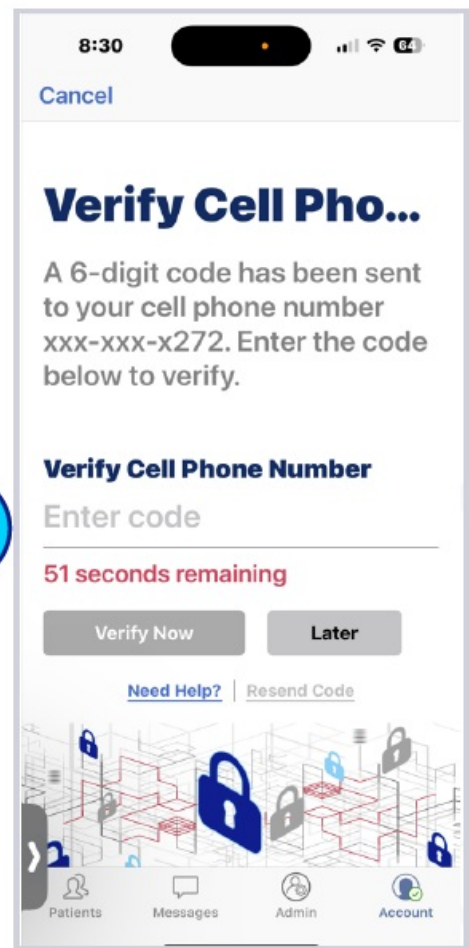 8:30
64
Cancel
Verify Cell Pho...
A 6-digit code has been sent
to your cell phone number
xxx-xxx-x272. Enter the code
below to verify.
Verify Cell Phone Number
Enter code
51 seconds remaining
Verify Now Later
Need Help? | Resend Code
Patients Messages Admin Account